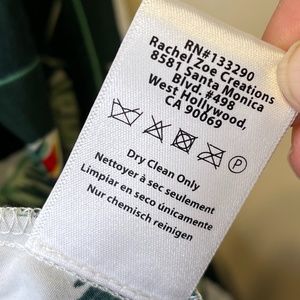 RN#133290
Rachel Zoe Creations
8581 Santa Monica
Blvd. #498
West Hollywood,
CA 90069
P
Dry Clean Only
Nettoyer à sec seulement
Limpiar en seco únicamente
Nur chemisch reinigen